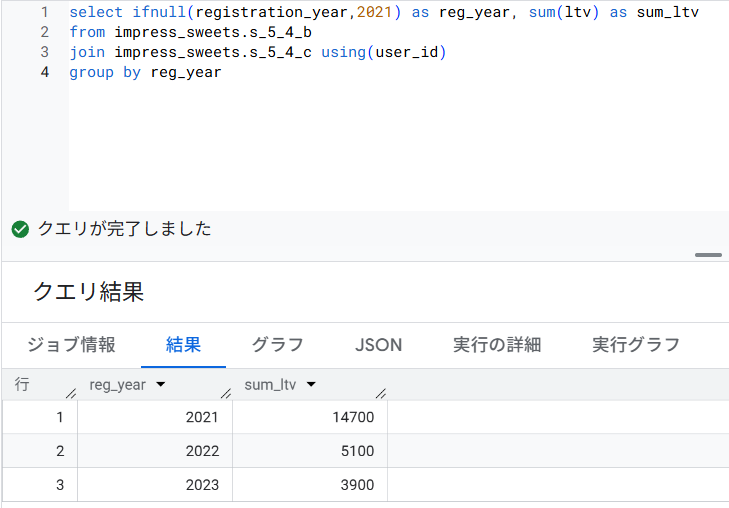 1 select ifnull(registration_year,2021) as reg_year, sum(ltv) as sum_ltv
2 from impress_sweets.s_5_4_b
3 join impress_sweets.s_5_4_c using(user_id)
4 group by reg_year
クエリが完了しました
クエリ結果
ジョブ情報 結果 グラフ JSON 実行の詳細 実行グラフ
行 reg_year sum_ltv
1 2021 14700
2 2022 5100
3 2023 3900